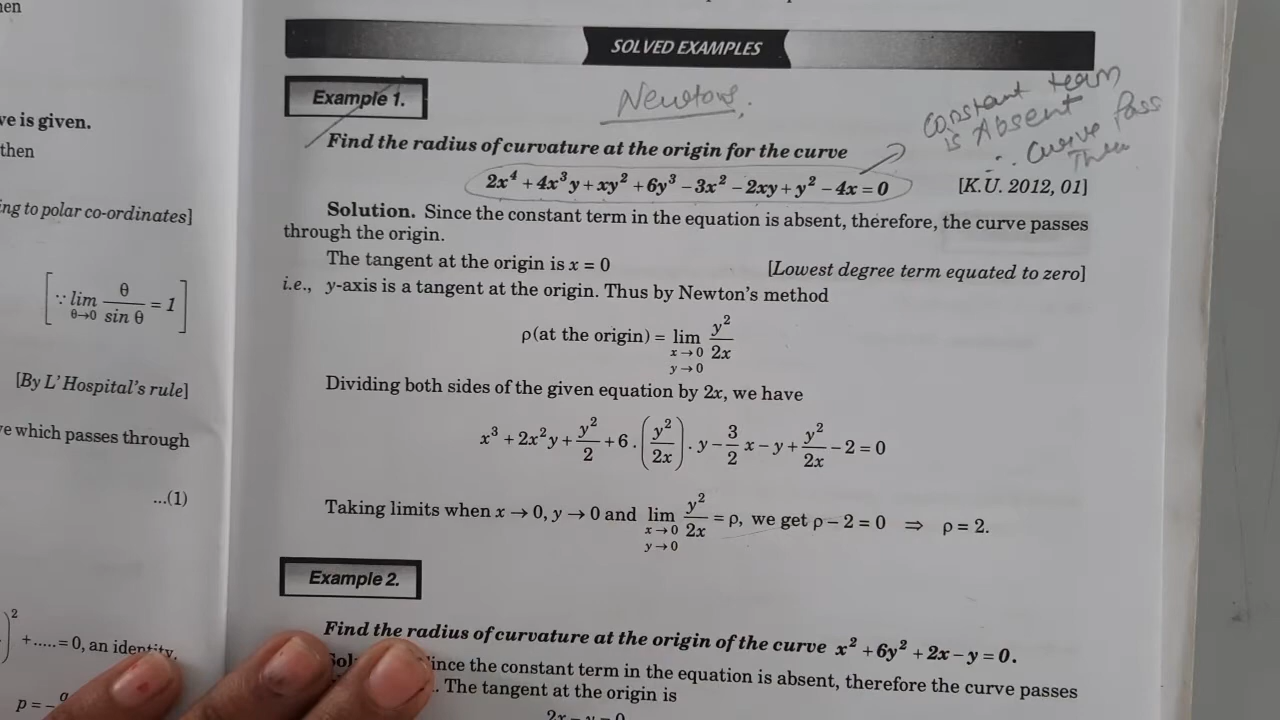 en
ve is given.
then
ing to polar co-ordinates]
[∵ lim θ→0 θ/sin θ = 1]
[By L' Hospital's rule]
e which passes through
...(1)
)² + ..... = 0, an identity.
p = –
SOLVED EXAMPLES
Example 1.
Newtons.
Constant team
is Absent
∴ Curve Pass
Find the radius of curvature at the origin for the curve
2x⁴ + 4x³y + xy² + 6y³ – 3x² – 2xy + y² – 4x = 0 [K.U. 2012, 01]
Solution. Since the constant term in the equation is absent, therefore, the curve passes
through the origin.
The tangent at the origin is x = 0 [Lowest degree term equated to zero]
i.e., y-axis is a tangent at the origin. Thus by Newton's method
ρ(at the origin) = lim x→0 y→0 y²/2x
Dividing both sides of the given equation by 2x, we have
x³ + 2x²y + y²/2 + 6 . (y²/2x) . y – 3/2 x – y + y²/2x – 2 = 0
Taking limits when x → 0, y → 0 and lim x→0 y→0 y²/2x = ρ, we get ρ – 2 = 0 ⇒ ρ = 2.
Example 2.
Find the radius of curvature at the origin of the curve x² + 6y² + 2x – y = 0.
Sol ince the constant term in the equation is absent, therefore the curve passes
. The tangent at the origin is
2x – y = 0